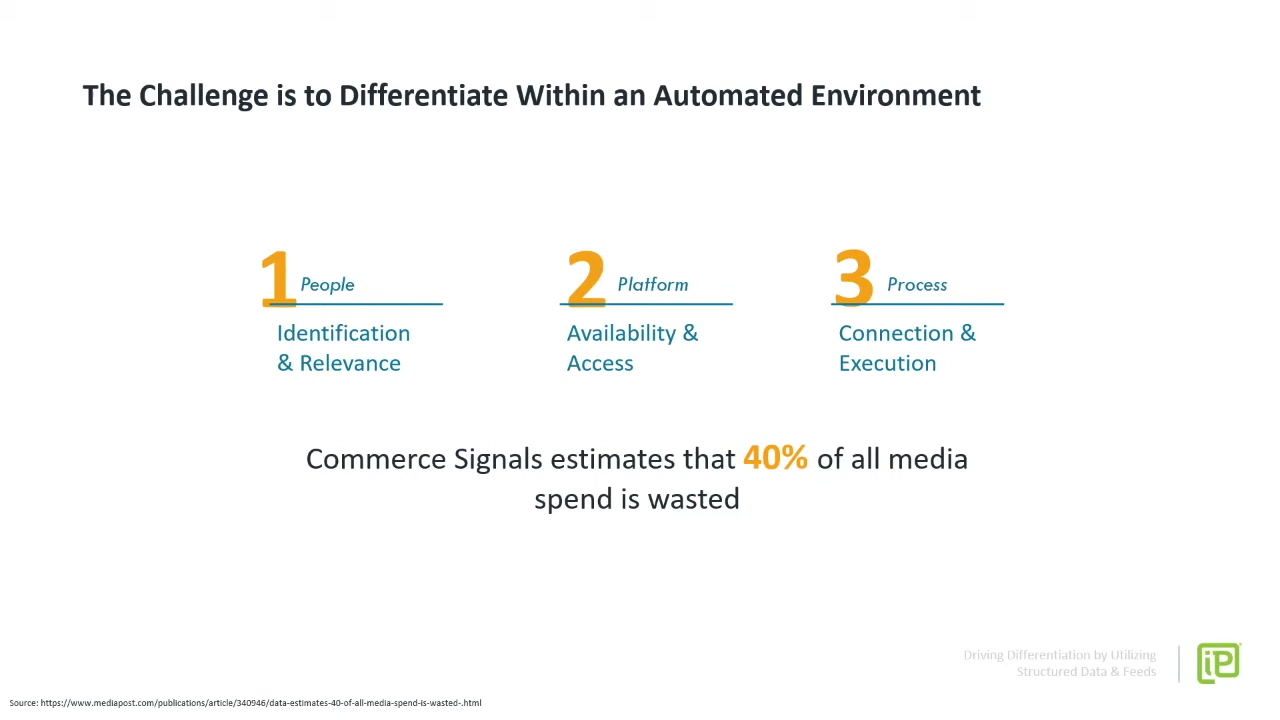 The Challenge is to Differentiate Within an Automated Environment
1 People
Identification
& Relevance
2 Platform
Availability &
Access
3 Process
Connection &
Execution
Commerce Signals estimates that 40% of all media
spend is wasted
Driving Differentiation by Utilizing
Structured Data & Feeds
iP
Source: https://www.mediapost.com/publications/article/340946/data-estimates-40-of-all-media-spend-is-wasted-.html